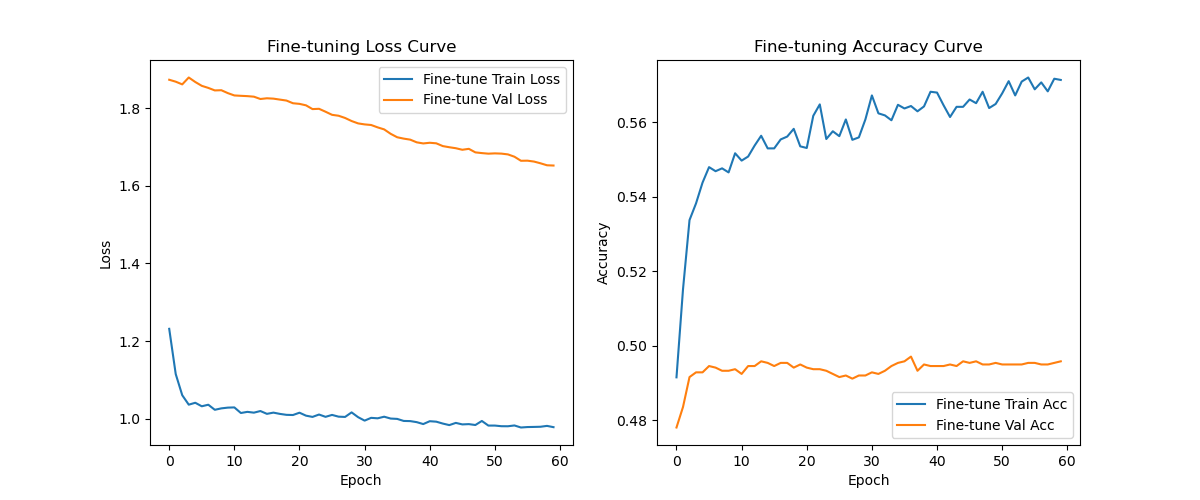 Fine-tuning Loss Curve
Fine-tune Train Loss
Fine-tune Val Loss
1.8
1.6
1.4
1.2
1.0
Loss
0 10 20 30 40 50 60
Epoch
Fine-tuning Accuracy Curve
0.56
0.54
0.52
0.50
0.48
Accuracy
Fine-tune Train Acc
Fine-tune Val Acc
0 10 20 30 40 50 60
Epoch